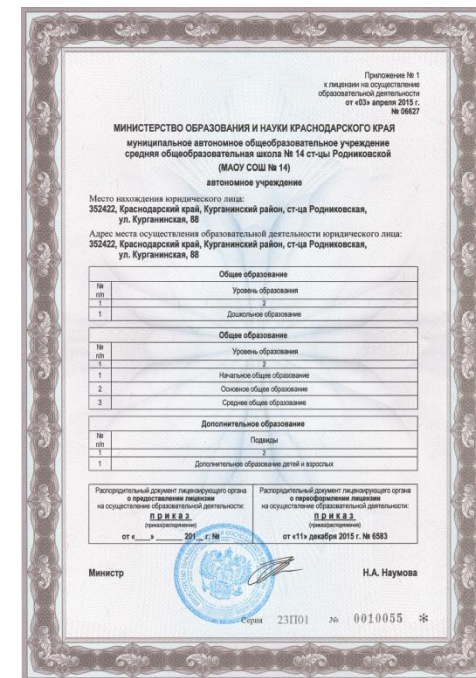 Приложение № 1
к лицензии на осуществление
образовательной деятельности
от «03» апреля 2015 г.
№ 06627
МИНИСТЕРСТВО ОБРАЗОВАНИЯ И НАУКИ КРАСНОДАРСКОГО КРАЯ
муниципальное автономное общеобразовательное учреждение
средняя общеобразовательная школа № 14 ст-цы Родниковской
(МАОУ СОШ № 14)
автономное учреждение
Место нахождения юридического лица:
352422, Краснодарский край, Курганинский район, ст-ца Родниковская,
ул. Курганинская, 88
Адрес места осуществления образовательной деятельности юридического лица:
352422, Краснодарский край, Курганинский район, ст-ца Родниковская,
ул. Курганинская, 88
Общее образование
№ п/п Уровень образования
1 2
1 Дошкольное образование
Общее образование
№ п/п Уровень образования
1 2
1 Начальное общее образование
2 Основное общее образование
3 Среднее общее образование
Дополнительное образование
№ п/п Подвиды
1 2
1 Дополнительное образование детей и взрослых
Распорядительный документ лицензирующего органа
о предоставлении лицензии
на осуществление образовательной деятельности:
приказ
(приказ/распоряжение)
от «___» ______ 201__ г. №
Распорядительный документ лицензирующего органа
о переоформлении лицензии
на осуществление образовательной деятельности:
приказ
(приказ/распоряжение)
от «11» декабря 2015 г. № 6583
Министр Н.А. Наумова
Серия 23П01 № 0010055 *